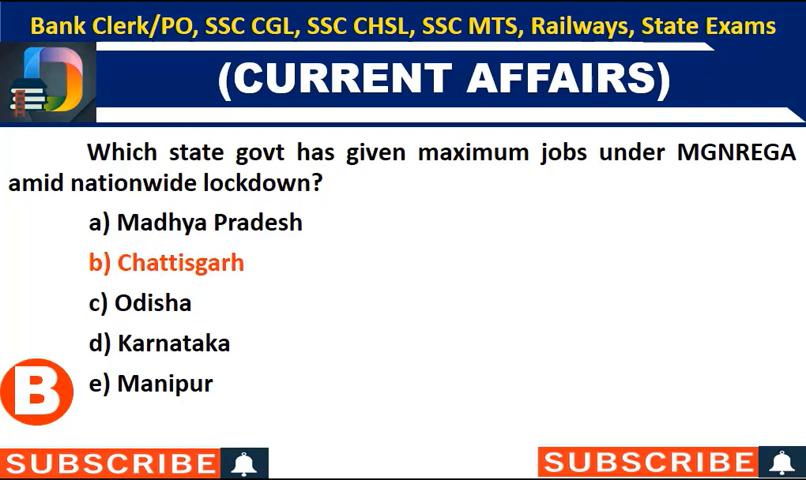 Bank Clerk/PO, SSC CGL, SSC CHSL, SSC MTS, Railways, State Exams
(CURRENT AFFAIRS)
Which state govt has given maximum jobs under MGNREGA
amid nationwide lockdown?
a) Madhya Pradesh
b) Chattisgarh
c) Odisha
d) Karnataka
B
e) Manipur
SUBSCRIBE
SUBSCRIBE